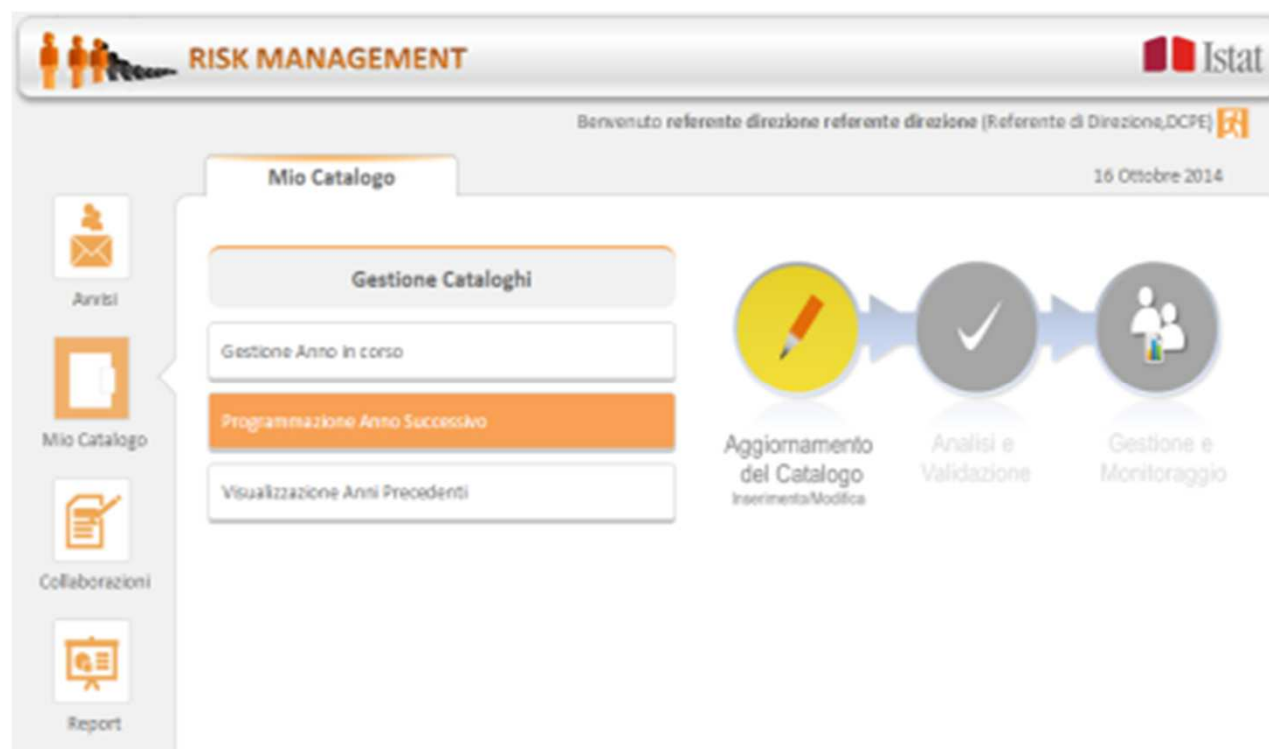 RISK MANAGEMENT
Istat
Benvenuto referente direzione referente direzione (Referente di Direzione,DCPE)
Mio Catalogo
16 Ottobre 2014
Avvisi
Gestione Cataloghi
Gestione Anno in corso
Mio Catalogo
Programmazione Anno Successivo
Visualizzazione Anni Precedenti
Aggiornamento
del Catalogo
Inserimento/Modifica
Analisi e
Validazione
Gestione e
Monitoraggio
Collaborazioni
Report